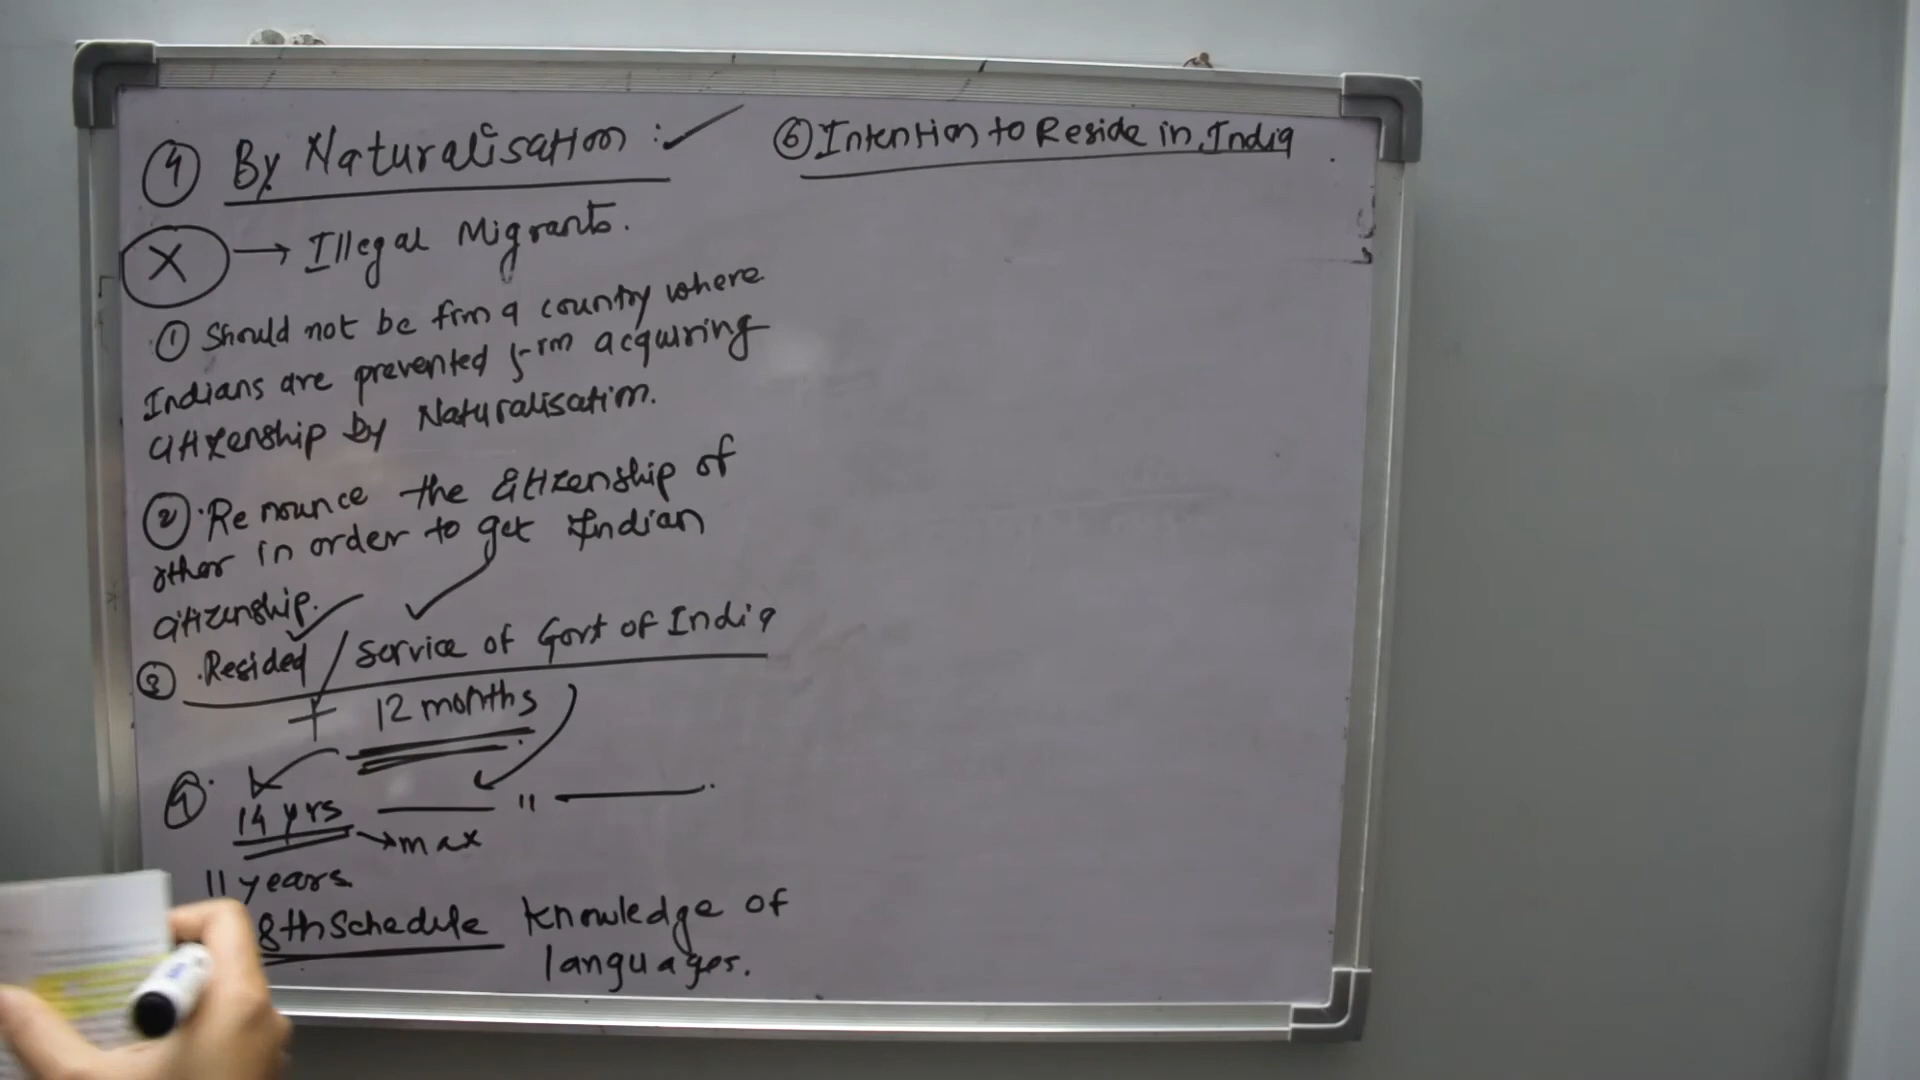 ④ By Naturalisation :
X → Illegal Migrants.
① Should not be from a country where
Indians are prevented from acquiring
citizenship by Naturalisation.
② Renounce the citizenship of
other in order to get Indian
citizenship.
③ Resided / Service of Govt of India
+ 12 months
④ 14 yrs — " —
→ max
11 years
8th Schedule knowledge of
languages.
⑥ Intention to Reside in India